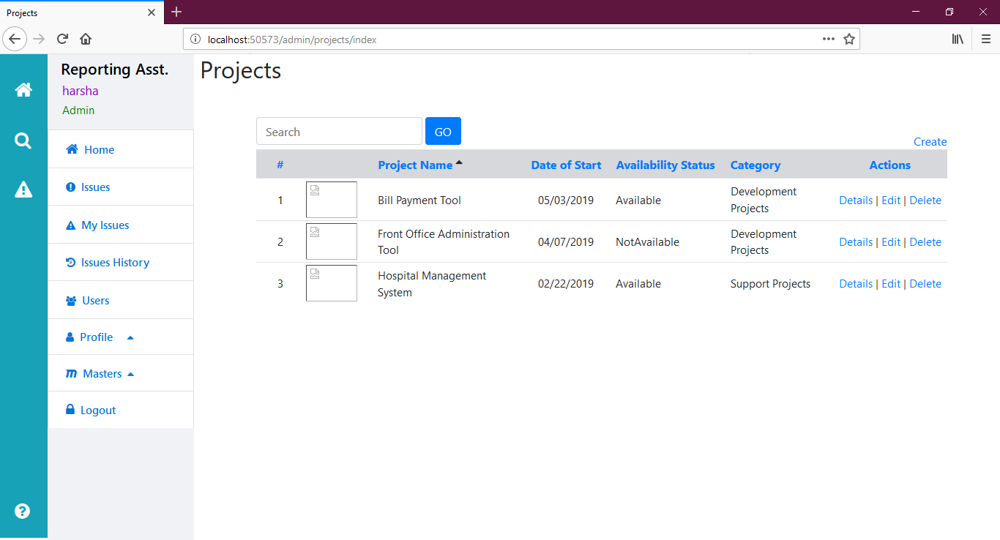 Projects
localhost:50573/admin/projects/index
Reporting Asst.
harsha
Admin
Home
Issues
My Issues
Issues History
Users
Profile
Masters
Logout
Projects
Search GO
Create
# Project Name Date of Start Availability Status Category Actions
1 Bill Payment Tool 05/03/2019 Available Development Projects Details | Edit | Delete
2 Front Office Administration Tool 04/07/2019 NotAvailable Development Projects Details | Edit | Delete
3 Hospital Management System 02/22/2019 Available Support Projects Details | Edit | Delete